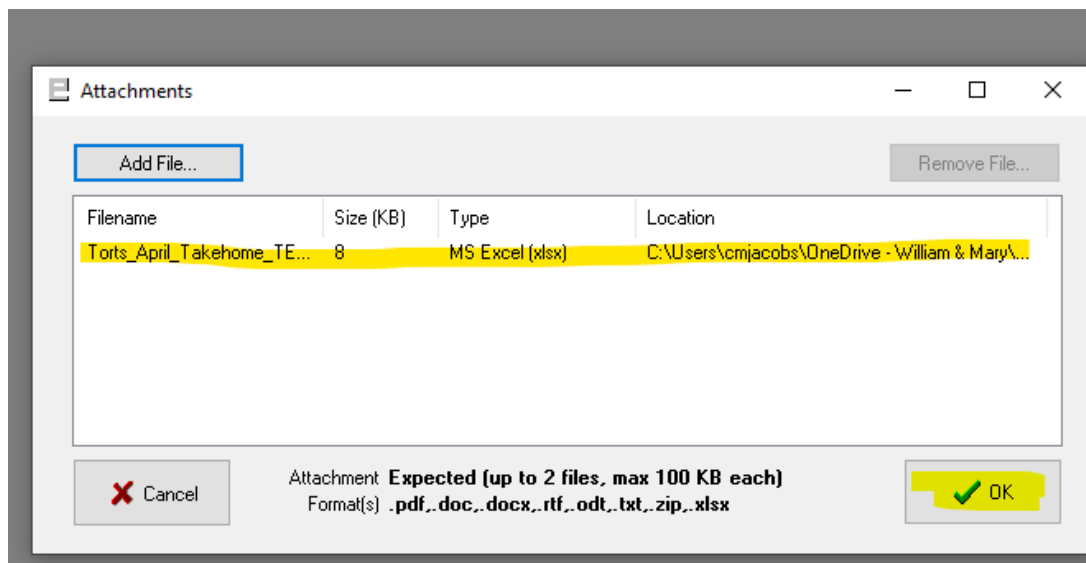 Attachments
Add File...
Remove File...
Filename Size (KB) Type Location
Torts_April_Takehome_TE... 8 MS Excel (xlsx) C:\Users\cmjacobs\OneDrive - William & Mary\...
Cancel
Attachment Expected (up to 2 files, max 100 KB each)
Format(s) .pdf,.doc,.docx,.rtf,.odt,.txt,.zip,.xlsx
OK